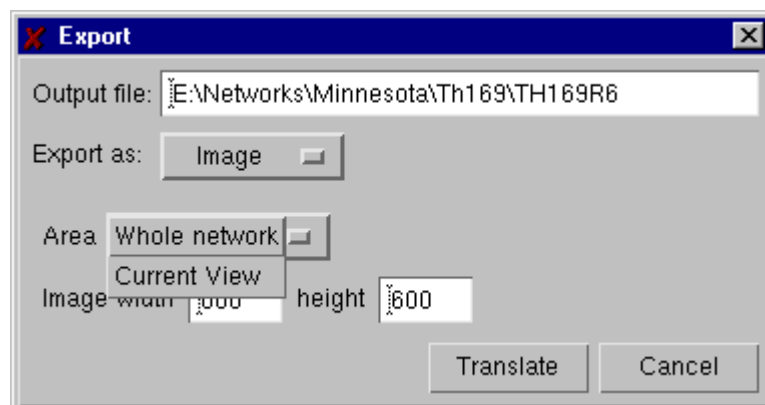 Export
Output file: E:\Networks\Minnesota\Th169\TH169R6
Export as: Image
Area Whole network
Current View
Image width height 600
Translate Cancel